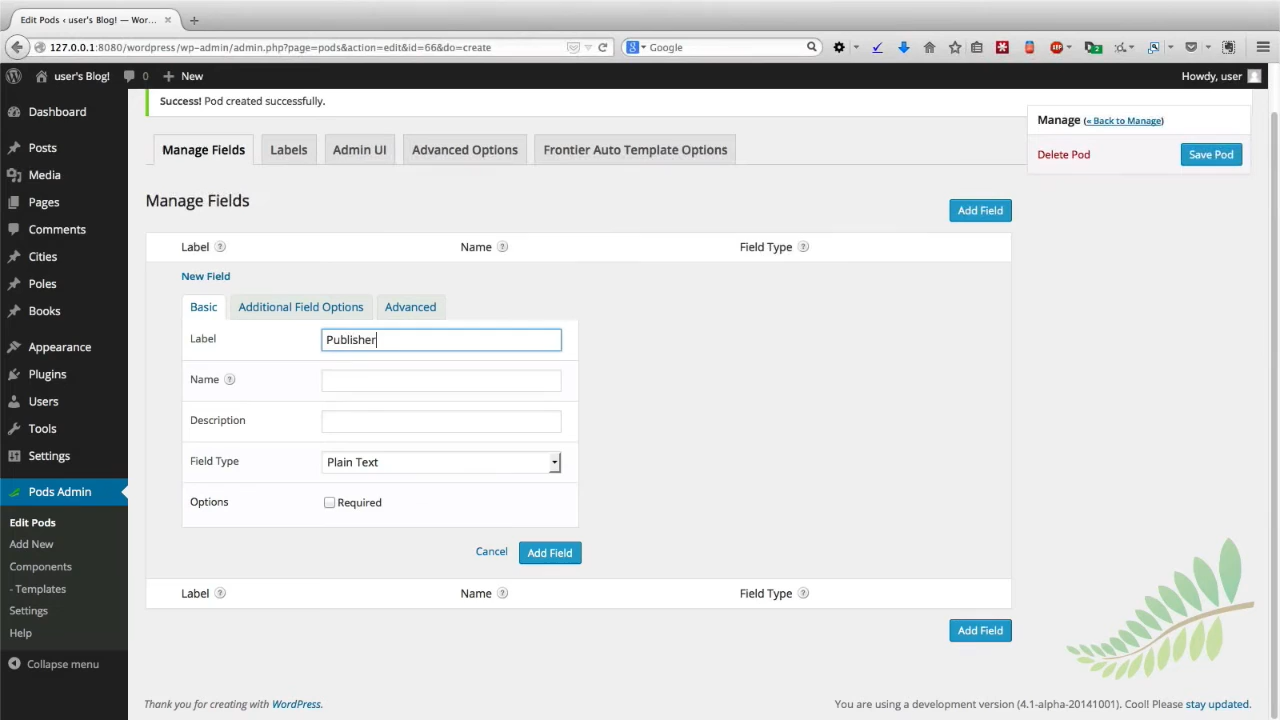 Edit Pods ‹ user's Blog! — Wor...
127.0.0.1:8080/wordpress/wp-admin/admin.php?page=pods&action=edit&id=66&do=create
Google
user's Blog! 0 New
Howdy, user
Dashboard
Posts
Media
Pages
Comments
Cities
Poles
Books
Appearance
Plugins
Users
Tools
Settings
Pods Admin
Edit Pods
Add New
Components
- Templates
Settings
Help
Collapse menu
Success! Pod created successfully.
Manage Fields
Labels
Admin UI
Advanced Options
Frontier Auto Template Options
Manage (« Back to Manage)
Delete Pod
Save Pod
Manage Fields
Add Field
Label ? Name ? Field Type ?
New Field
Basic
Additional Field Options
Advanced
Label Publisher
Name ?
Description
Field Type Plain Text
Options Required
Cancel Add Field
Label ? Name ? Field Type ?
Add Field
Thank you for creating with WordPress.
You are using a development version (4.1-alpha-20141001). Cool! Please stay updated.